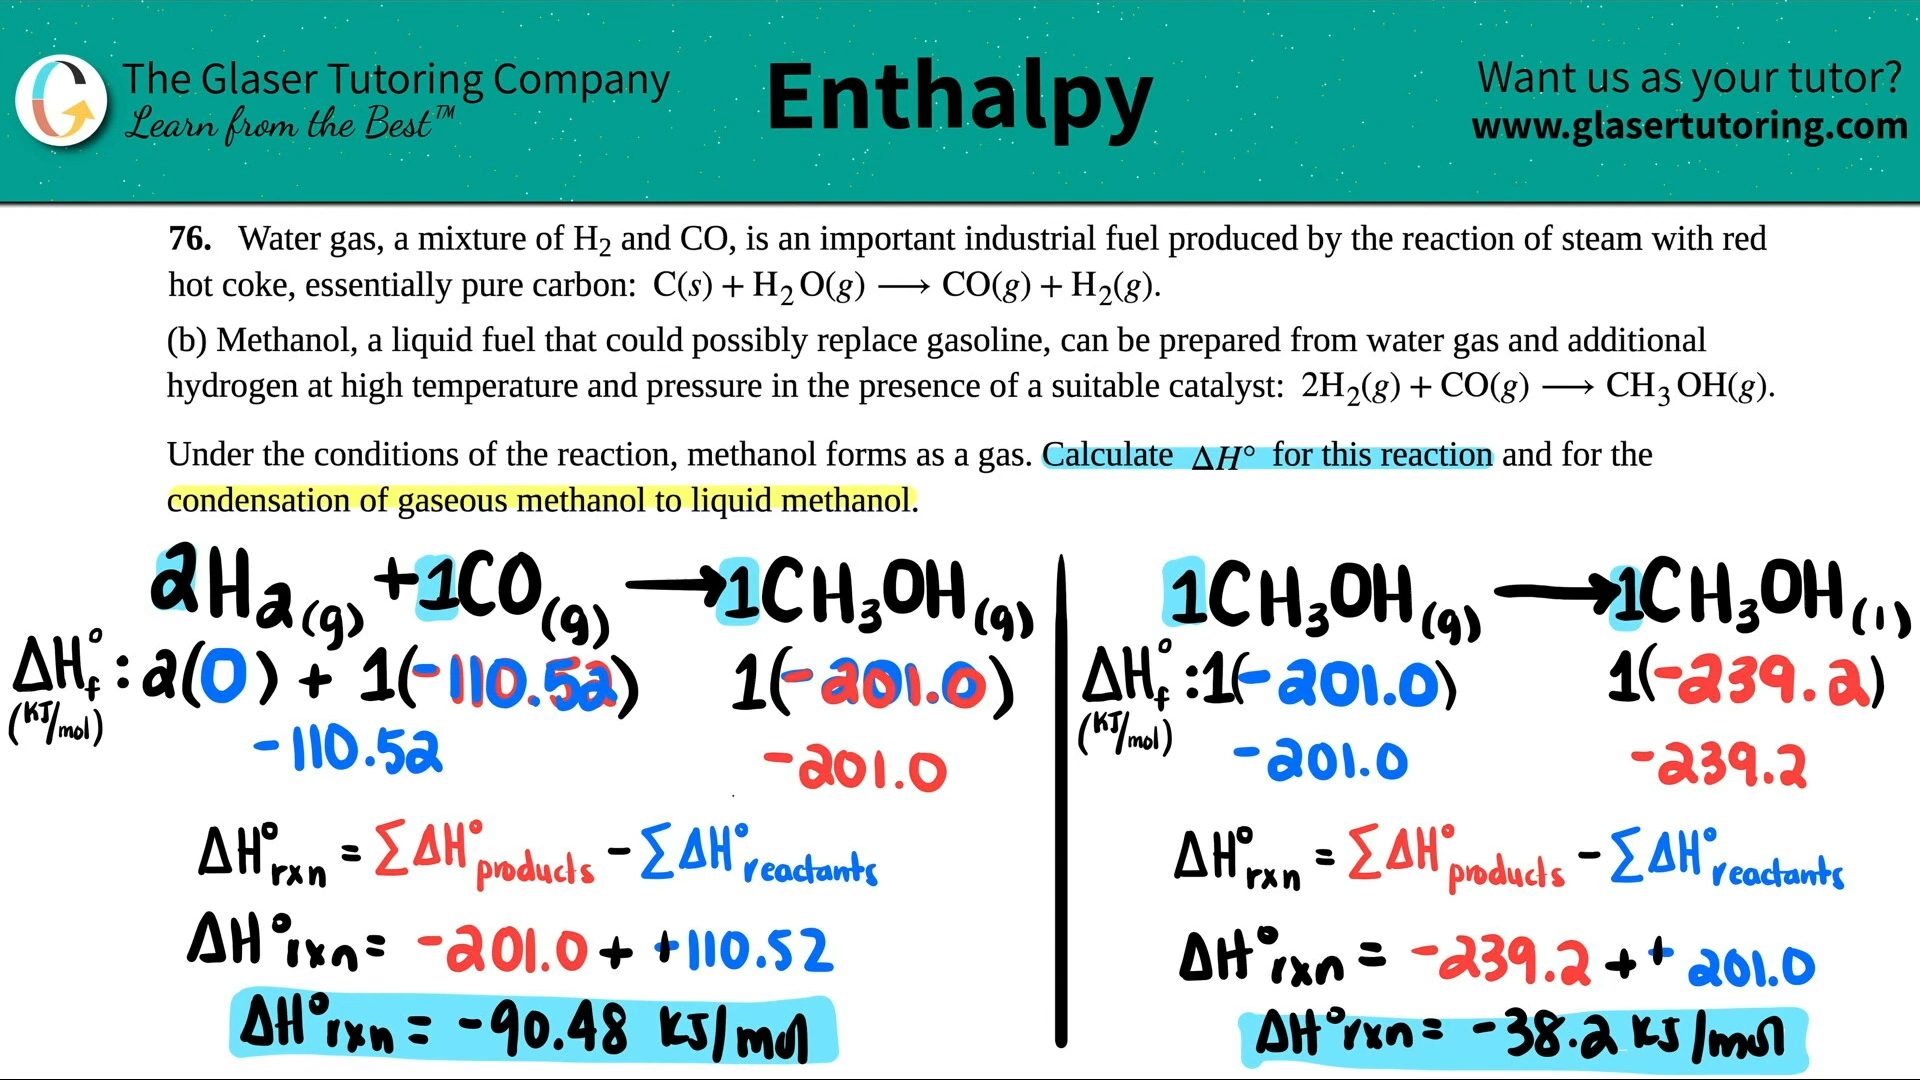 The Glaser Tutoring Company
Learn from the Best™
Enthalpy
Want us as your tutor?
www.glasertutoring.com
76. Water gas, a mixture of H₂ and CO, is an important industrial fuel produced by the reaction of steam with red
hot coke, essentially pure carbon: C(s) + H₂O(g) ⟶ CO(g) + H₂(g).
(b) Methanol, a liquid fuel that could possibly replace gasoline, can be prepared from water gas and additional
hydrogen at high temperature and pressure in the presence of a suitable catalyst: 2H₂(g) + CO(g) ⟶ CH₃OH(g).
Under the conditions of the reaction, methanol forms as a gas. Calculate ΔH° for this reaction and for the
condensation of gaseous methanol to liquid methanol.
2H₂(g) + 1CO(g) ⟶ 1CH₃OH(g)
ΔH°f : 2(0) + 1(-110.52) 1(-201.0)
(KJ/mol)
-110.52 -201.0
ΔH°rxn = ΣΔH°products - ΣΔH°reactants
ΔH°rxn = -201.0 + +110.52
ΔH°rxn = -90.48 KJ/mol
1CH₃OH(g) ⟶ 1CH₃OH(l)
ΔH°f : 1(-201.0) 1(-239.2)
(KJ/mol)
-201.0 -239.2
ΔH°rxn = ΣΔH°products - ΣΔH°reactants
ΔH°rxn = -239.2 + + 201.0
ΔH°rxn = -38.2 KJ/mol